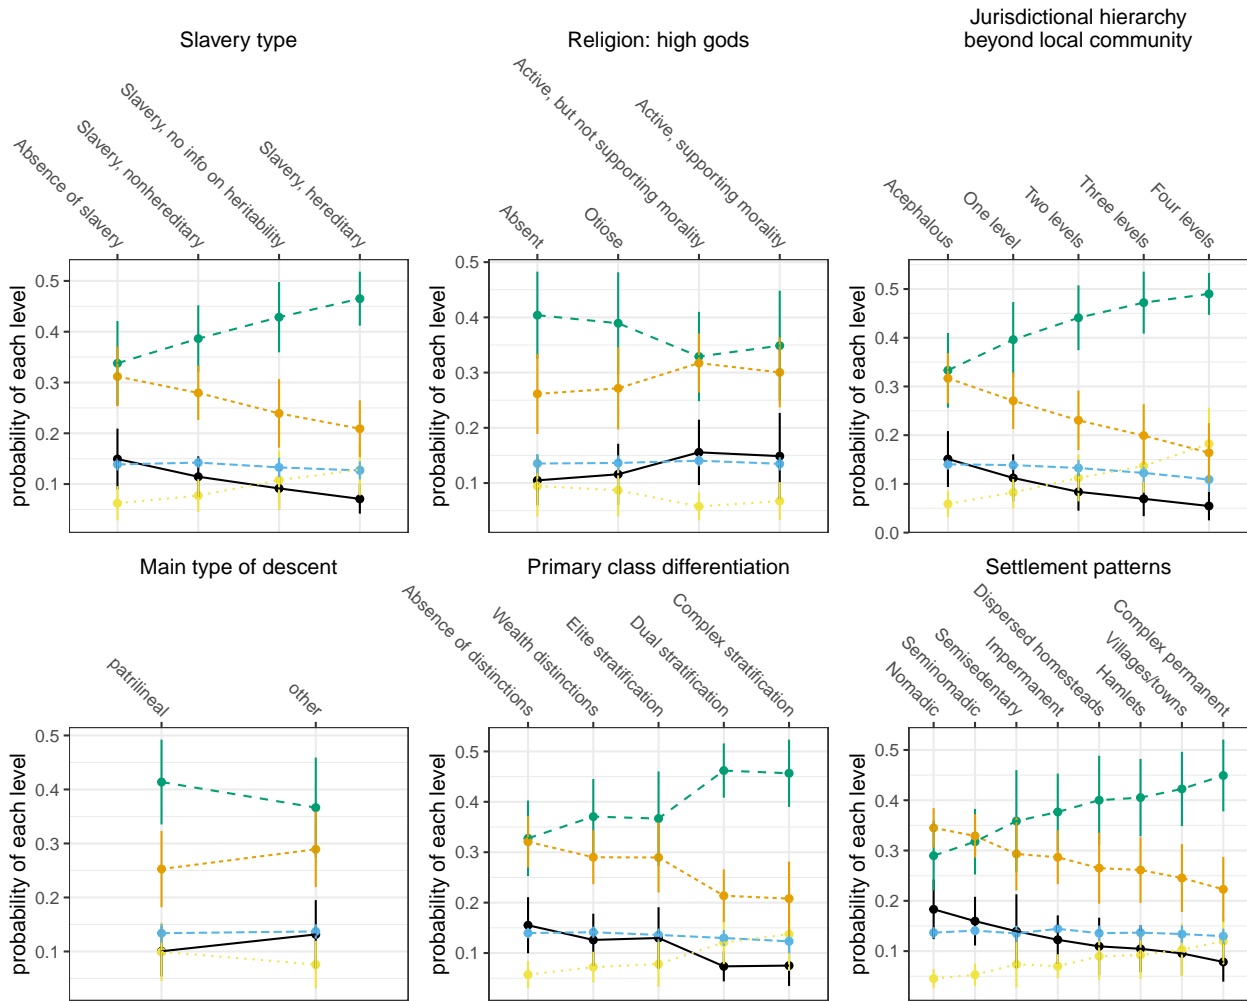 Slavery type
Absence of slavery
Slavery, nonhereditary
Slavery, no info on heritability
Slavery, hereditary
probability of each level
0.5
0.4
0.3
0.2
0.1
Religion: high gods
Absent
Otiose
Active, but not supporting morality
Active, supporting morality
probability of each level
0.5
0.4
0.3
0.2
0.1
Jurisdictional hierarchy
beyond local community
Acephalous
One level
Two levels
Three levels
Four levels
probability of each level
0.5
0.4
0.3
0.2
0.1
0.0
Main type of descent
patrilineal
other
probability of each level
0.5
0.4
0.3
0.2
0.1
Primary class differentiation
Absence of distinctions
Wealth distinctions
Elite stratification
Dual stratification
Complex stratification
probability of each level
0.5
0.4
0.3
0.2
0.1
Settlement patterns
Nomadic
Seminomadic
Semisedentary
Impermanent
Dispersed homesteads
Hamlets
Villages/towns
Complex permanent
probability of each level
0.5
0.4
0.3
0.2
0.1